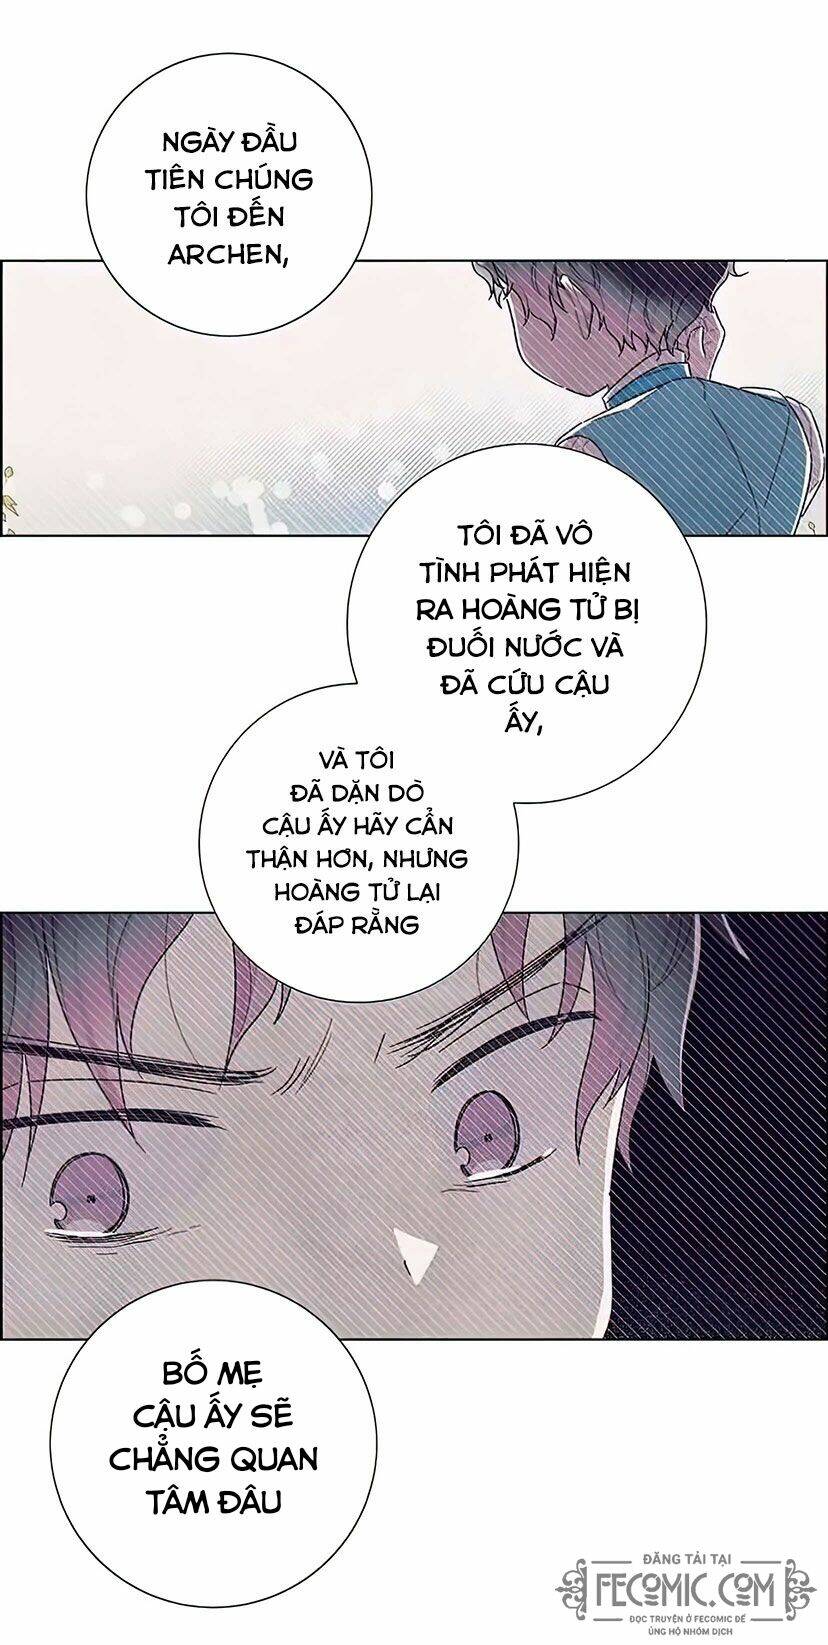 NGÀY ĐẦU
TIÊN CHÚNG
TÔI ĐẾN
ARCHEN,
TÔI ĐÃ VÔ
TÌNH PHÁT HIỆN
RA HOÀNG TỬ BỊ
ĐUỐI NƯỚC VÀ
ĐÃ CỨU CẬU
ẤY,
VÀ TÔI
ĐÃ DẶN DÒ
CẬU ẤY HÃY CẨN
THẬN HƠN, NHƯNG
HOÀNG TỬ LẠI
ĐÁP RẰNG
BỐ MẸ
CẬU ẤY SẼ
CHẲNG QUAN
TÂM ĐÂU
ĐĂNG TẢI TẠI
FECOMIC.COM
ĐỌC TRUYỆN Ở FECOMIC ĐỂ
ỦNG HỘ NHÓM DỊCH